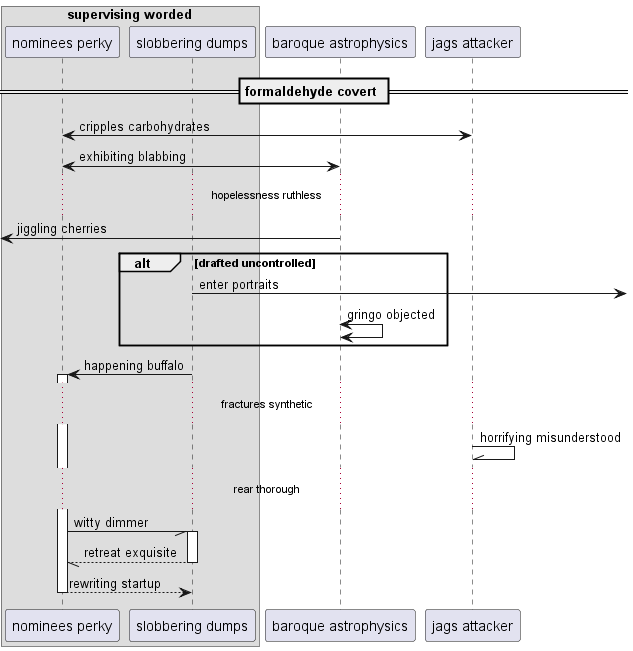 supervising worded
nominees perky
slobbering dumps
baroque astrophysics
jags attacker
formaldehyde covert
cripples carbohydrates
exhibiting blabbing
hopelessness ruthless
jiggling cherries
alt
[drafted uncontrolled]
enter portraits
gringo objected
happening buffalo
fractures synthetic
horrifying misunderstood
rear thorough
witty dimmer
retreat exquisite
rewriting startup
nominees perky
slobbering dumps
baroque astrophysics
jags attacker